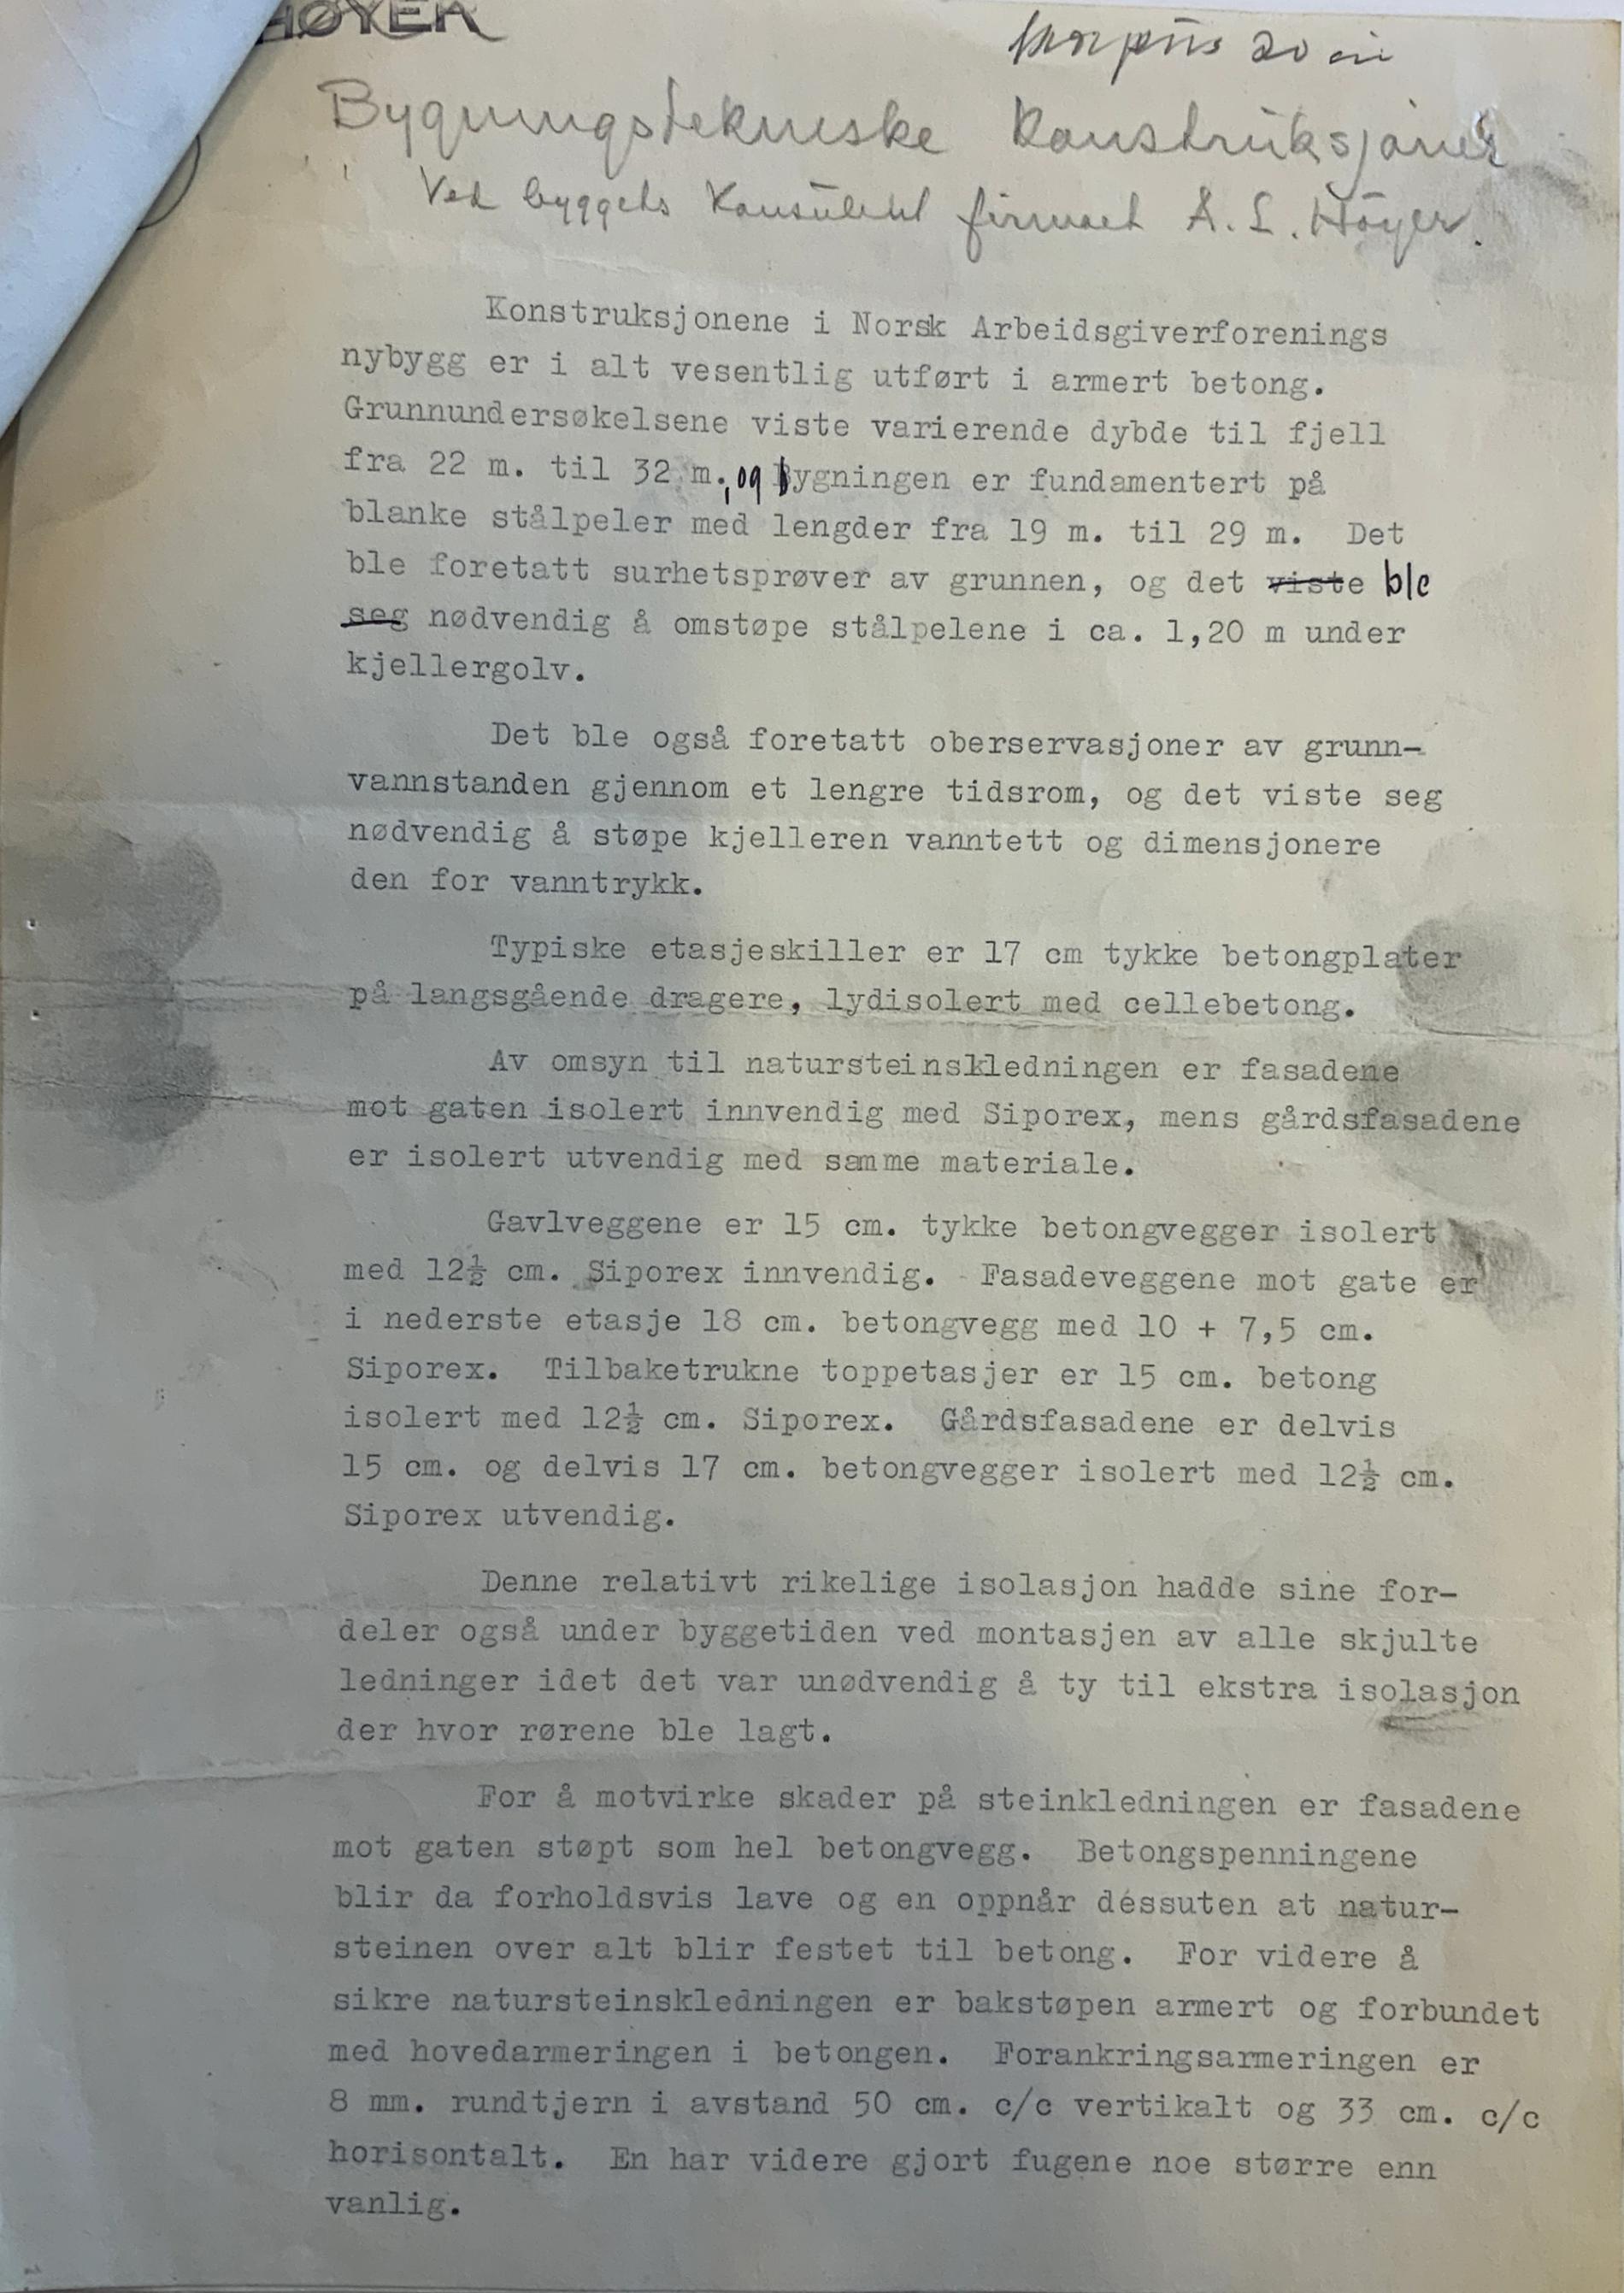 HØYER
korpus 20 cic
Bygningstekniske Konstruksjoner
Ved byggets Konsulent firmaet A. L. Höyer.
Konstruksjonene i Norsk Arbeidsgiverforenings
nybygg er i alt vesentlig utført i armert betong.
Grunnundersøkelsene viste varierende dybde til fjell
fra 22 m. til 32 m., og bygningen er fundamentert på
blanke stålpeler med lengder fra 19 m. til 29 m. Det
ble foretatt surhetsprøver av grunnen, og det viste ble
seg nødvendig å omstøpe stålpelene i ca. 1,20 m under
kjellergolv.
Det ble også foretatt oberservasjoner av grunn-
vannstanden gjennom et lengre tidsrom, og det viste seg
nødvendig å støpe kjelleren vanntett og dimensjonere
den for vanntrykk.
Typiske etasjeskiller er 17 cm tykke betongplater
på langsgående dragere, lydisolert med cellebetong.
Av omsyn til natursteinskledningen er fasadene
mot gaten isolert innvendig med Siporex, mens gårdsfasadene
er isolert utvendig med samme materiale.
Gavlveggene er 15 cm. tykke betongvegger isolert
med 12½ cm. Siporex innvendig. Fasadeveggene mot gate er
i nederste etasje 18 cm. betongvegg med 10 + 7,5 cm.
Siporex. Tilbaketrukne toppetasjer er 15 cm. betong
isolert med 12½ cm. Siporex. Gårdsfasadene er delvis
15 cm. og delvis 17 cm. betongvegger isolert med 12½ cm.
Siporex utvendig.
Denne relativt rikelige isolasjon hadde sine for-
deler også under byggetiden ved montasjen av alle skjulte
ledninger idet det var unødvendig å ty til ekstra isolasjon
der hvor rørene ble lagt.
For å motvirke skader på steinkledningen er fasadene
mot gaten støpt som hel betongvegg. Betongspenningene
blir da forholdsvis lave og en oppnår déssuten at natur-
steinen over alt blir festet til betong. For videre å
sikre natursteinskledningen er bakstøpen armert og forbundet
med hovedarmeringen i betongen. Forankringsarmeringen er
8 mm. rundtjern i avstand 50 cm. c/c vertikalt og 33 cm. c/c
horisontalt. En har videre gjort fugene noe større enn
vanlig.